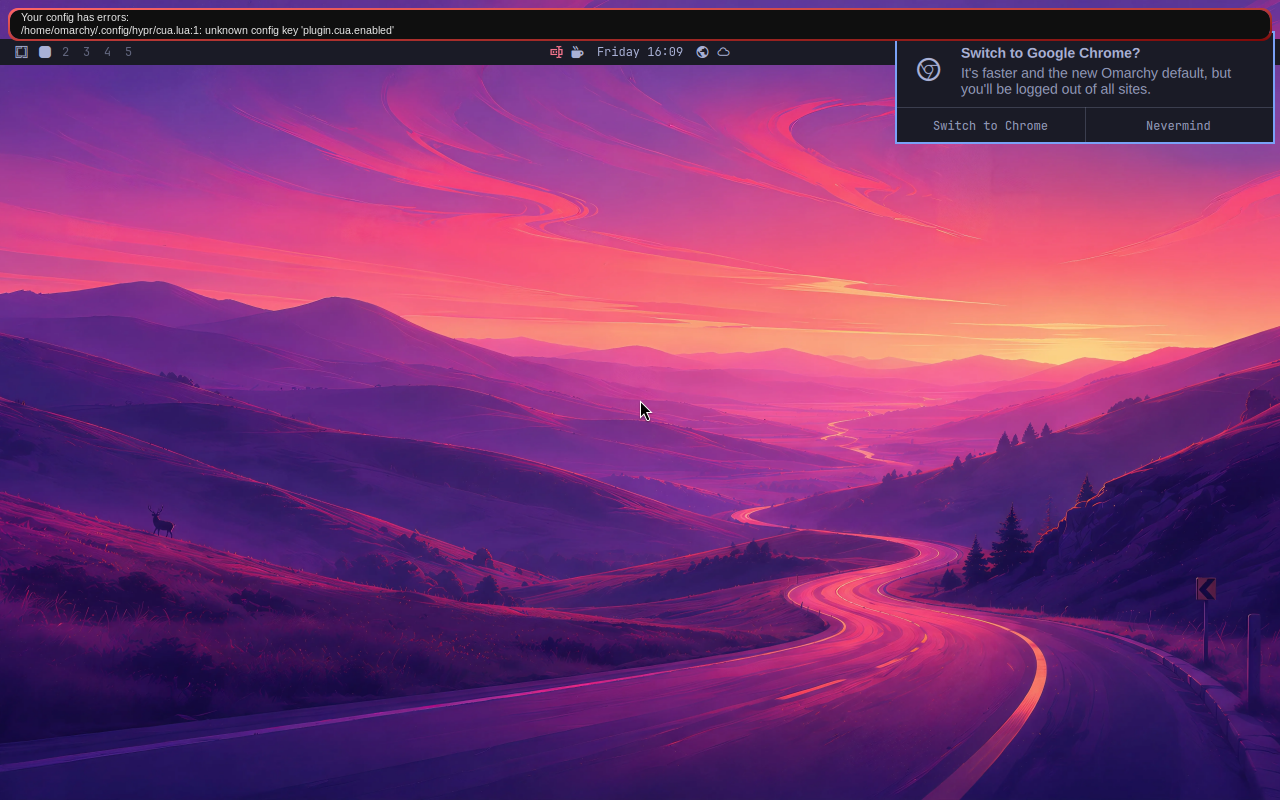 Your config has errors:
/home/omarchy/.config/hypr/cua.lua:1: unknown config key 'plugin.cua.enabled'
2 3 4 5
Friday 16:09
Switch to Google Chrome?
It's faster and the new Omarchy default, but
you'll be logged out of all sites.
Switch to Chrome
Nevermind